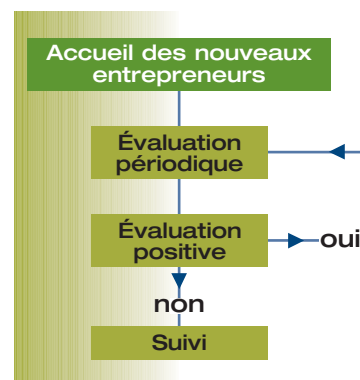 Accueil des nouveaux
entrepreneurs
Évaluation
périodique
Évaluation
positive
oui
non
Suivi